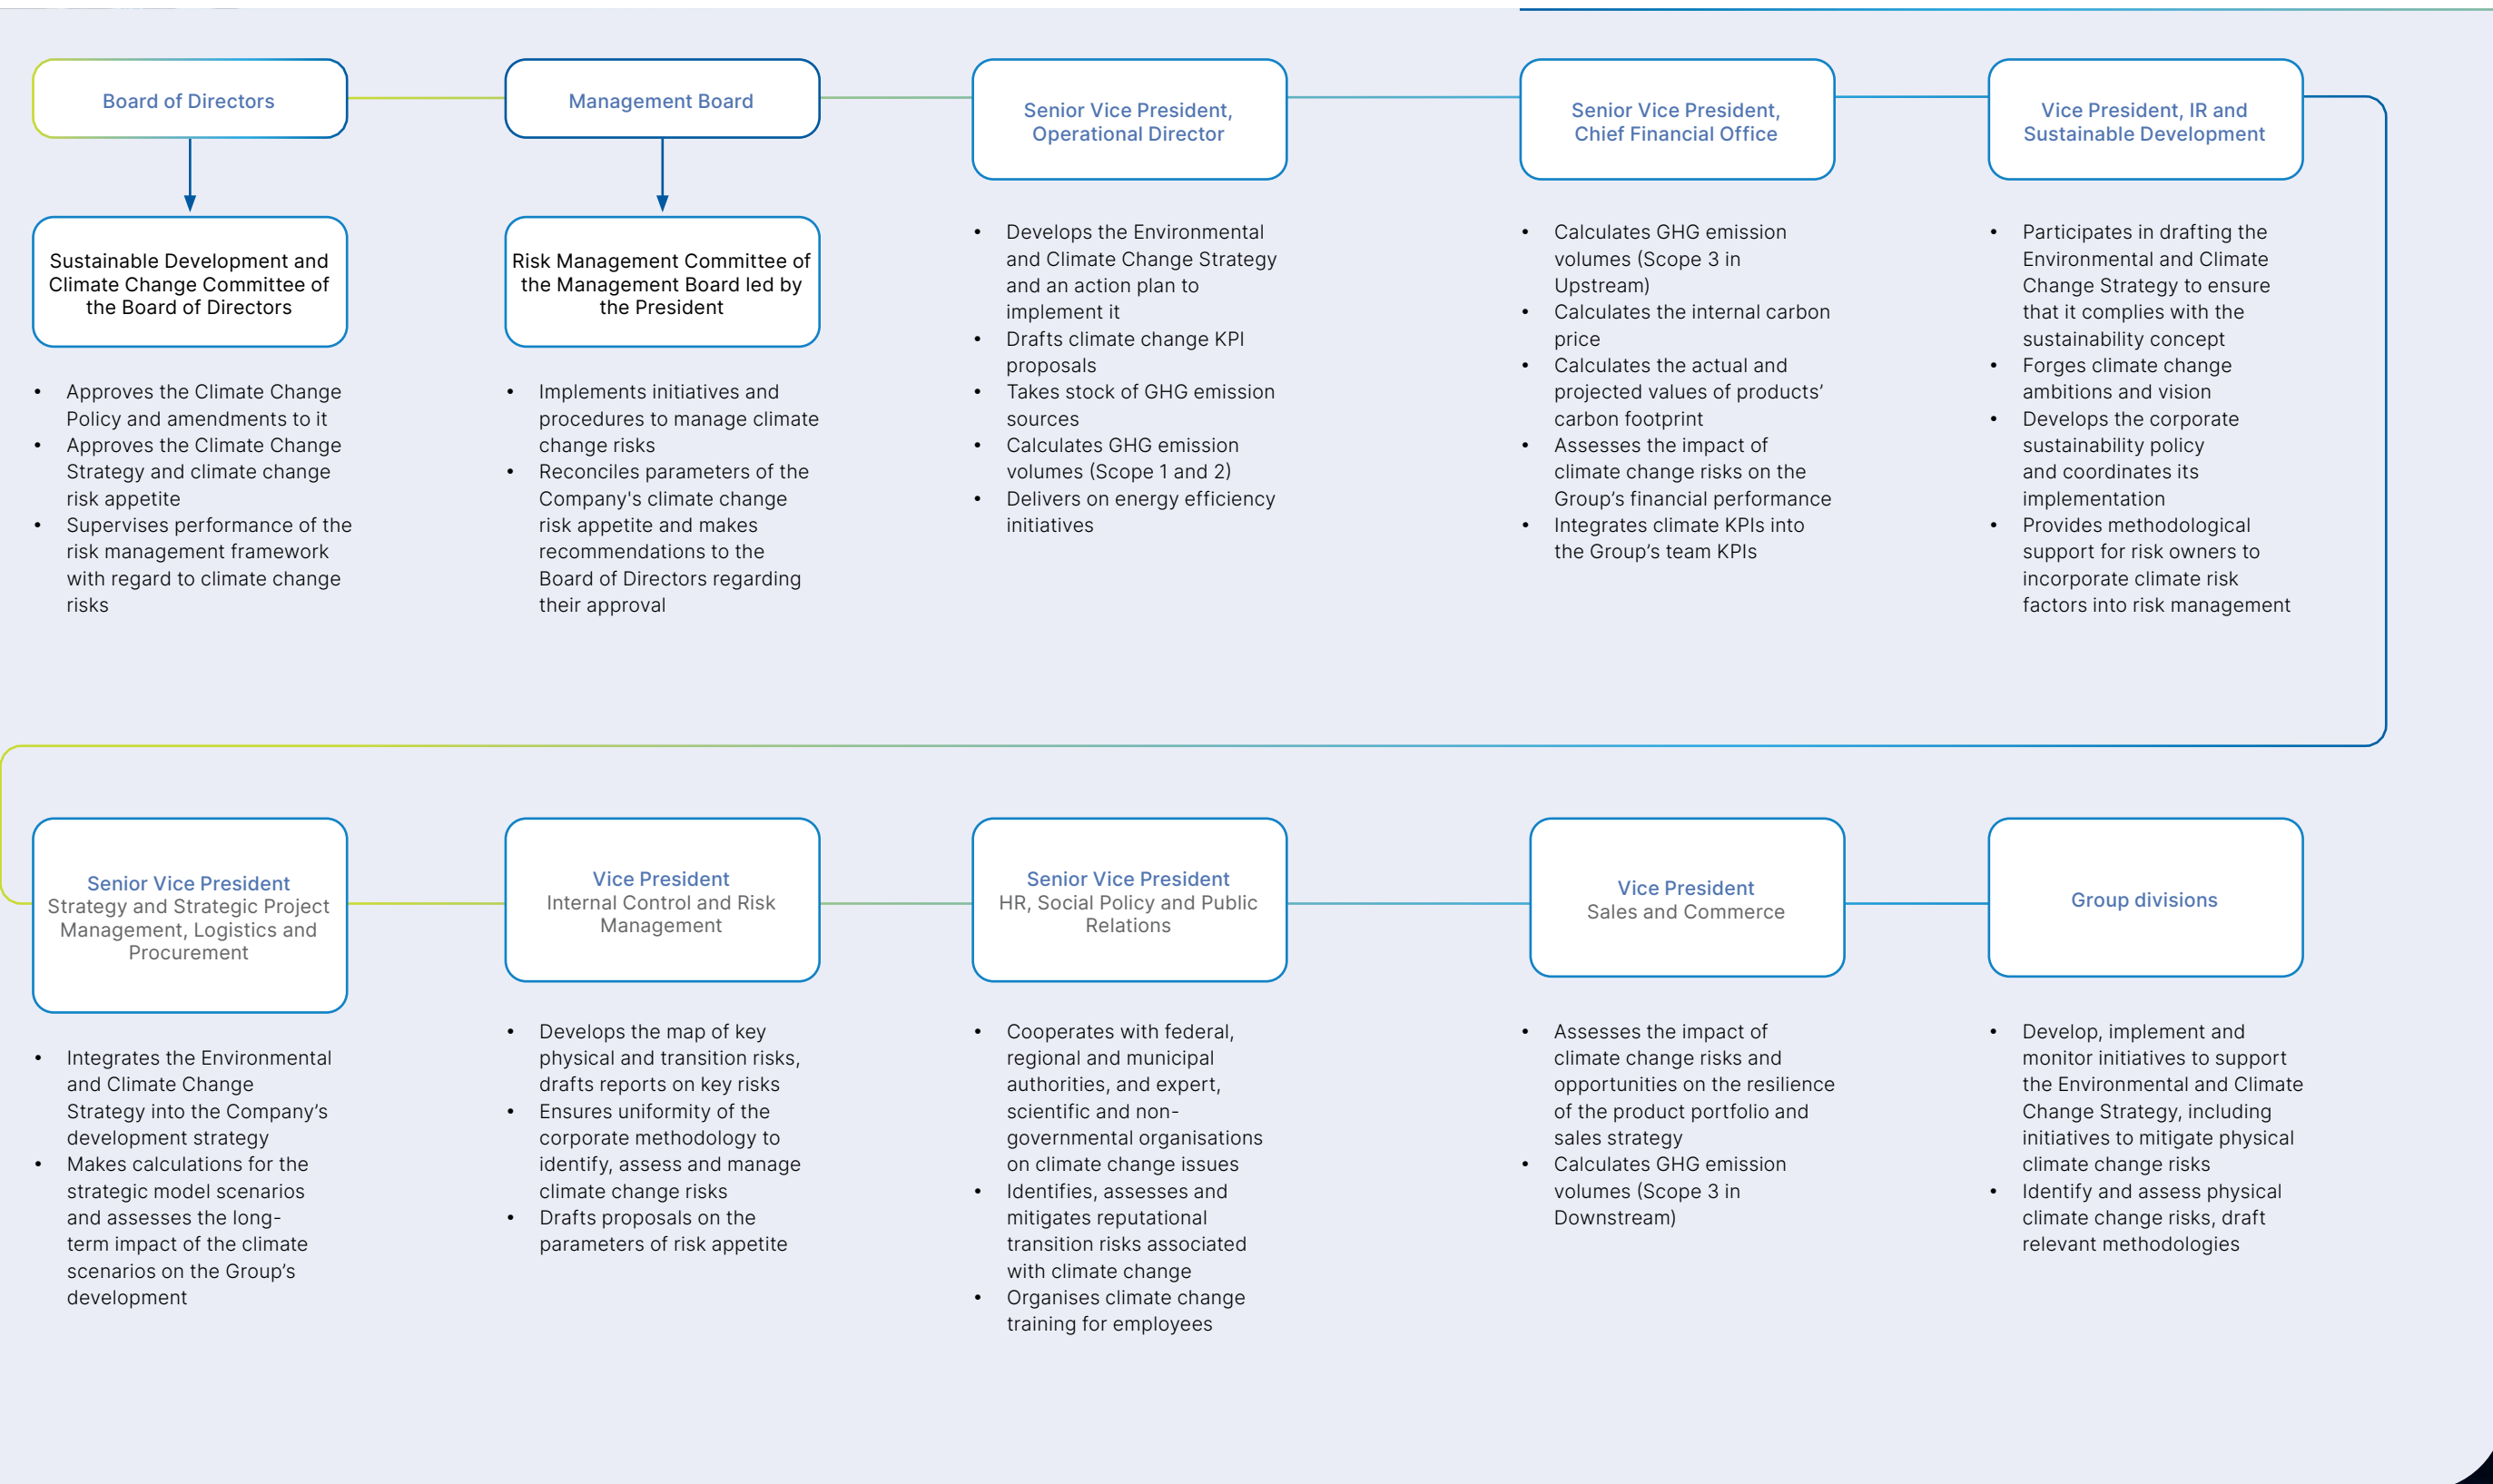 Board of Directors
Sustainable Development and
Climate Change Committee of
the Board of Directors
• Approves the Climate Change
Policy and amendments to it
• Approves the Climate Change
Strategy and climate change
risk appetite
• Supervises performance of the
risk management framework
with regard to climate change
risks
Management Board
Risk Management Committee of
the Management Board led by
the President
• Implements initiatives and
procedures to manage climate
change risks
• Reconciles parameters of the
Company's climate change
risk appetite and makes
recommendations to the
Board of Directors regarding
their approval
Senior Vice President,
Operational Director
• Develops the Environmental
and Climate Change Strategy
and an action plan to
implement it
• Drafts climate change KPI
proposals
• Takes stock of GHG emission
sources
• Calculates GHG emission
volumes (Scope 1 and 2)
• Delivers on energy efficiency
initiatives
Senior Vice President,
Chief Financial Office
• Calculates GHG emission
volumes (Scope 3 in
Upstream)
• Calculates the internal carbon
price
• Calculates the actual and
projected values of products’
carbon footprint
• Assesses the impact of
climate change risks on the
Group’s financial performance
• Integrates climate KPIs into
the Group’s team KPIs
Vice President, IR and
Sustainable Development
• Participates in drafting the
Environmental and Climate
Change Strategy to ensure
that it complies with the
sustainability concept
• Forges climate change
ambitions and vision
• Develops the corporate
sustainability policy
and coordinates its
implementation
• Provides methodological
support for risk owners to
incorporate climate risk
factors into risk management
Senior Vice President
Strategy and Strategic Project
Management, Logistics and
Procurement
• Integrates the Environmental
and Climate Change
Strategy into the Company’s
development strategy
• Makes calculations for the
strategic model scenarios
and assesses the long-
term impact of the climate
scenarios on the Group’s
development
Vice President
Internal Control and Risk
Management
• Develops the map of key
physical and transition risks,
drafts reports on key risks
• Ensures uniformity of the
corporate methodology to
identify, assess and manage
climate change risks
• Drafts proposals on the
parameters of risk appetite
Senior Vice President
HR, Social Policy and Public
Relations
• Cooperates with federal,
regional and municipal
authorities, and expert,
scientific and non-
governmental organisations
on climate change issues
• Identifies, assesses and
mitigates reputational
transition risks associated
with climate change
• Organises climate change
training for employees
Vice President
Sales and Commerce
• Assesses the impact of
climate change risks and
opportunities on the resilience
of the product portfolio and
sales strategy
• Calculates GHG emission
volumes (Scope 3 in
Downstream)
Group divisions
• Develop, implement and
monitor initiatives to support
the Environmental and Climate
Change Strategy, including
initiatives to mitigate physical
climate change risks
• Identify and assess physical
climate change risks, draft
relevant methodologies